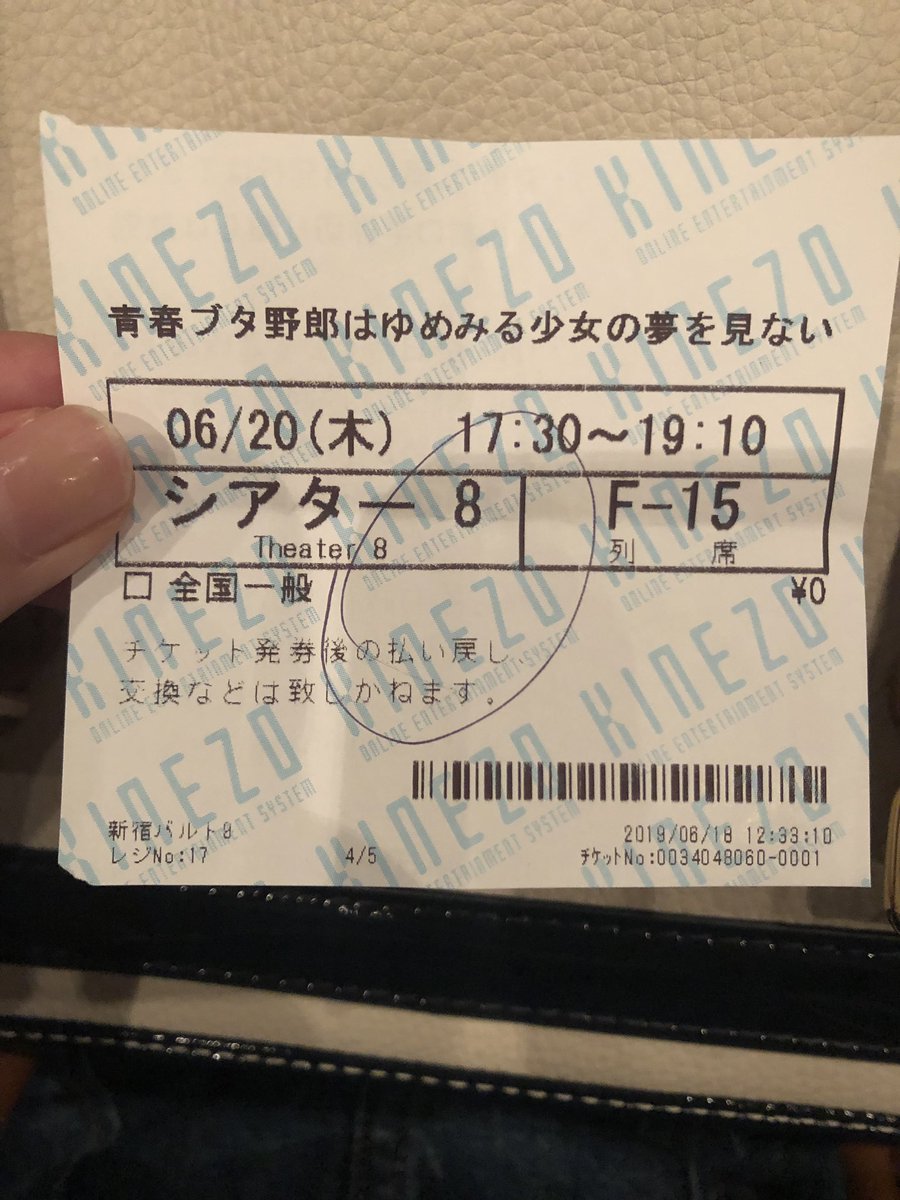 青春ブタ野郎はゆめみる少女の夢を見ない
06/20(木) 17:30～19:10
シアター 8
Theater 8
F-15
列 席
□ 全国一般
¥0
チケット発券後の払い戻し、
交換などは致しかねます。
新宿バルト9
2019/06/18 12:33:10
レジNo:17
4/5
チケットNo:0034048060-0001
KINEZO
ONLINE ENTERTAINMENT SYSTEM